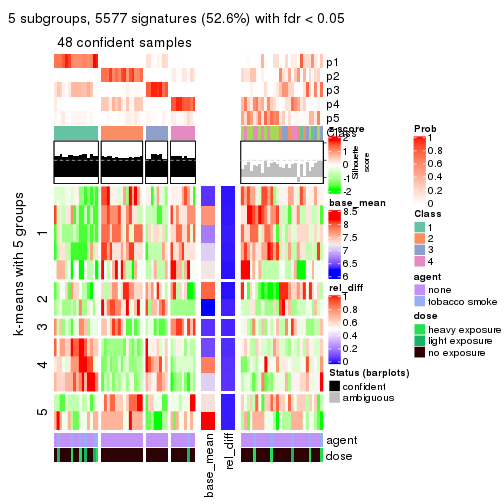 5 subgroups, 5577 signatures (52.6%) with fdr < 0.05
48 confident samples
p1
p2
p3
p4
p5
Class
Silhouette
score
k-means with 5 groups
1
2
3
4
5
base_mean
rel_diff
agent
dose
z-score
2
1
0
-1
-2
base_mean
8.5
8
7.5
7
6.5
6
rel_diff
1
0.8
0.6
0.4
0.2
0
Status (barplots)
confident
ambiguous
Prob
1
0.8
0.6
0.4
0.2
0
Class
1
2
3
4
agent
none
tobacco smoke
dose
heavy exposure
light exposure
no exposure